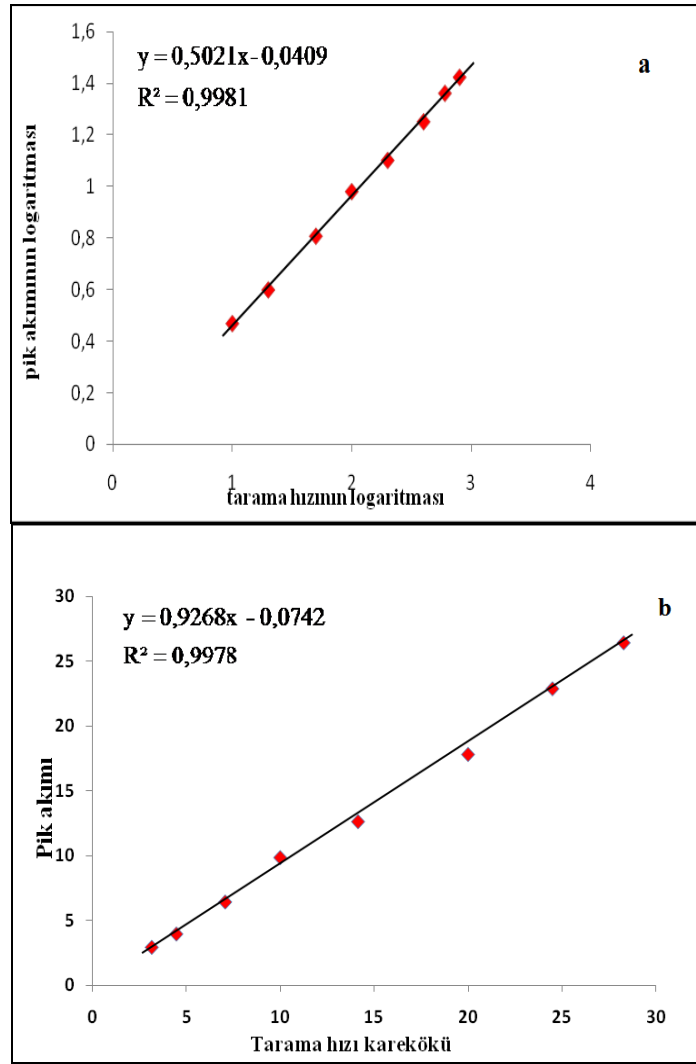 1,6
y = 0,5021x-0,0409
a
R² = 0,9981
1,4
1,2
1
0,8
0,6
0,4
0,2
0
pik akımının logaritması
0 1 2 3 4
tarama hızının logaritması
30
y = 0,9268x - 0,0742
b
R² = 0,9978
25
20
15
10
5
0
Pik akımı
0 5 10 15 20 25 30
Tarama hızı karekökü